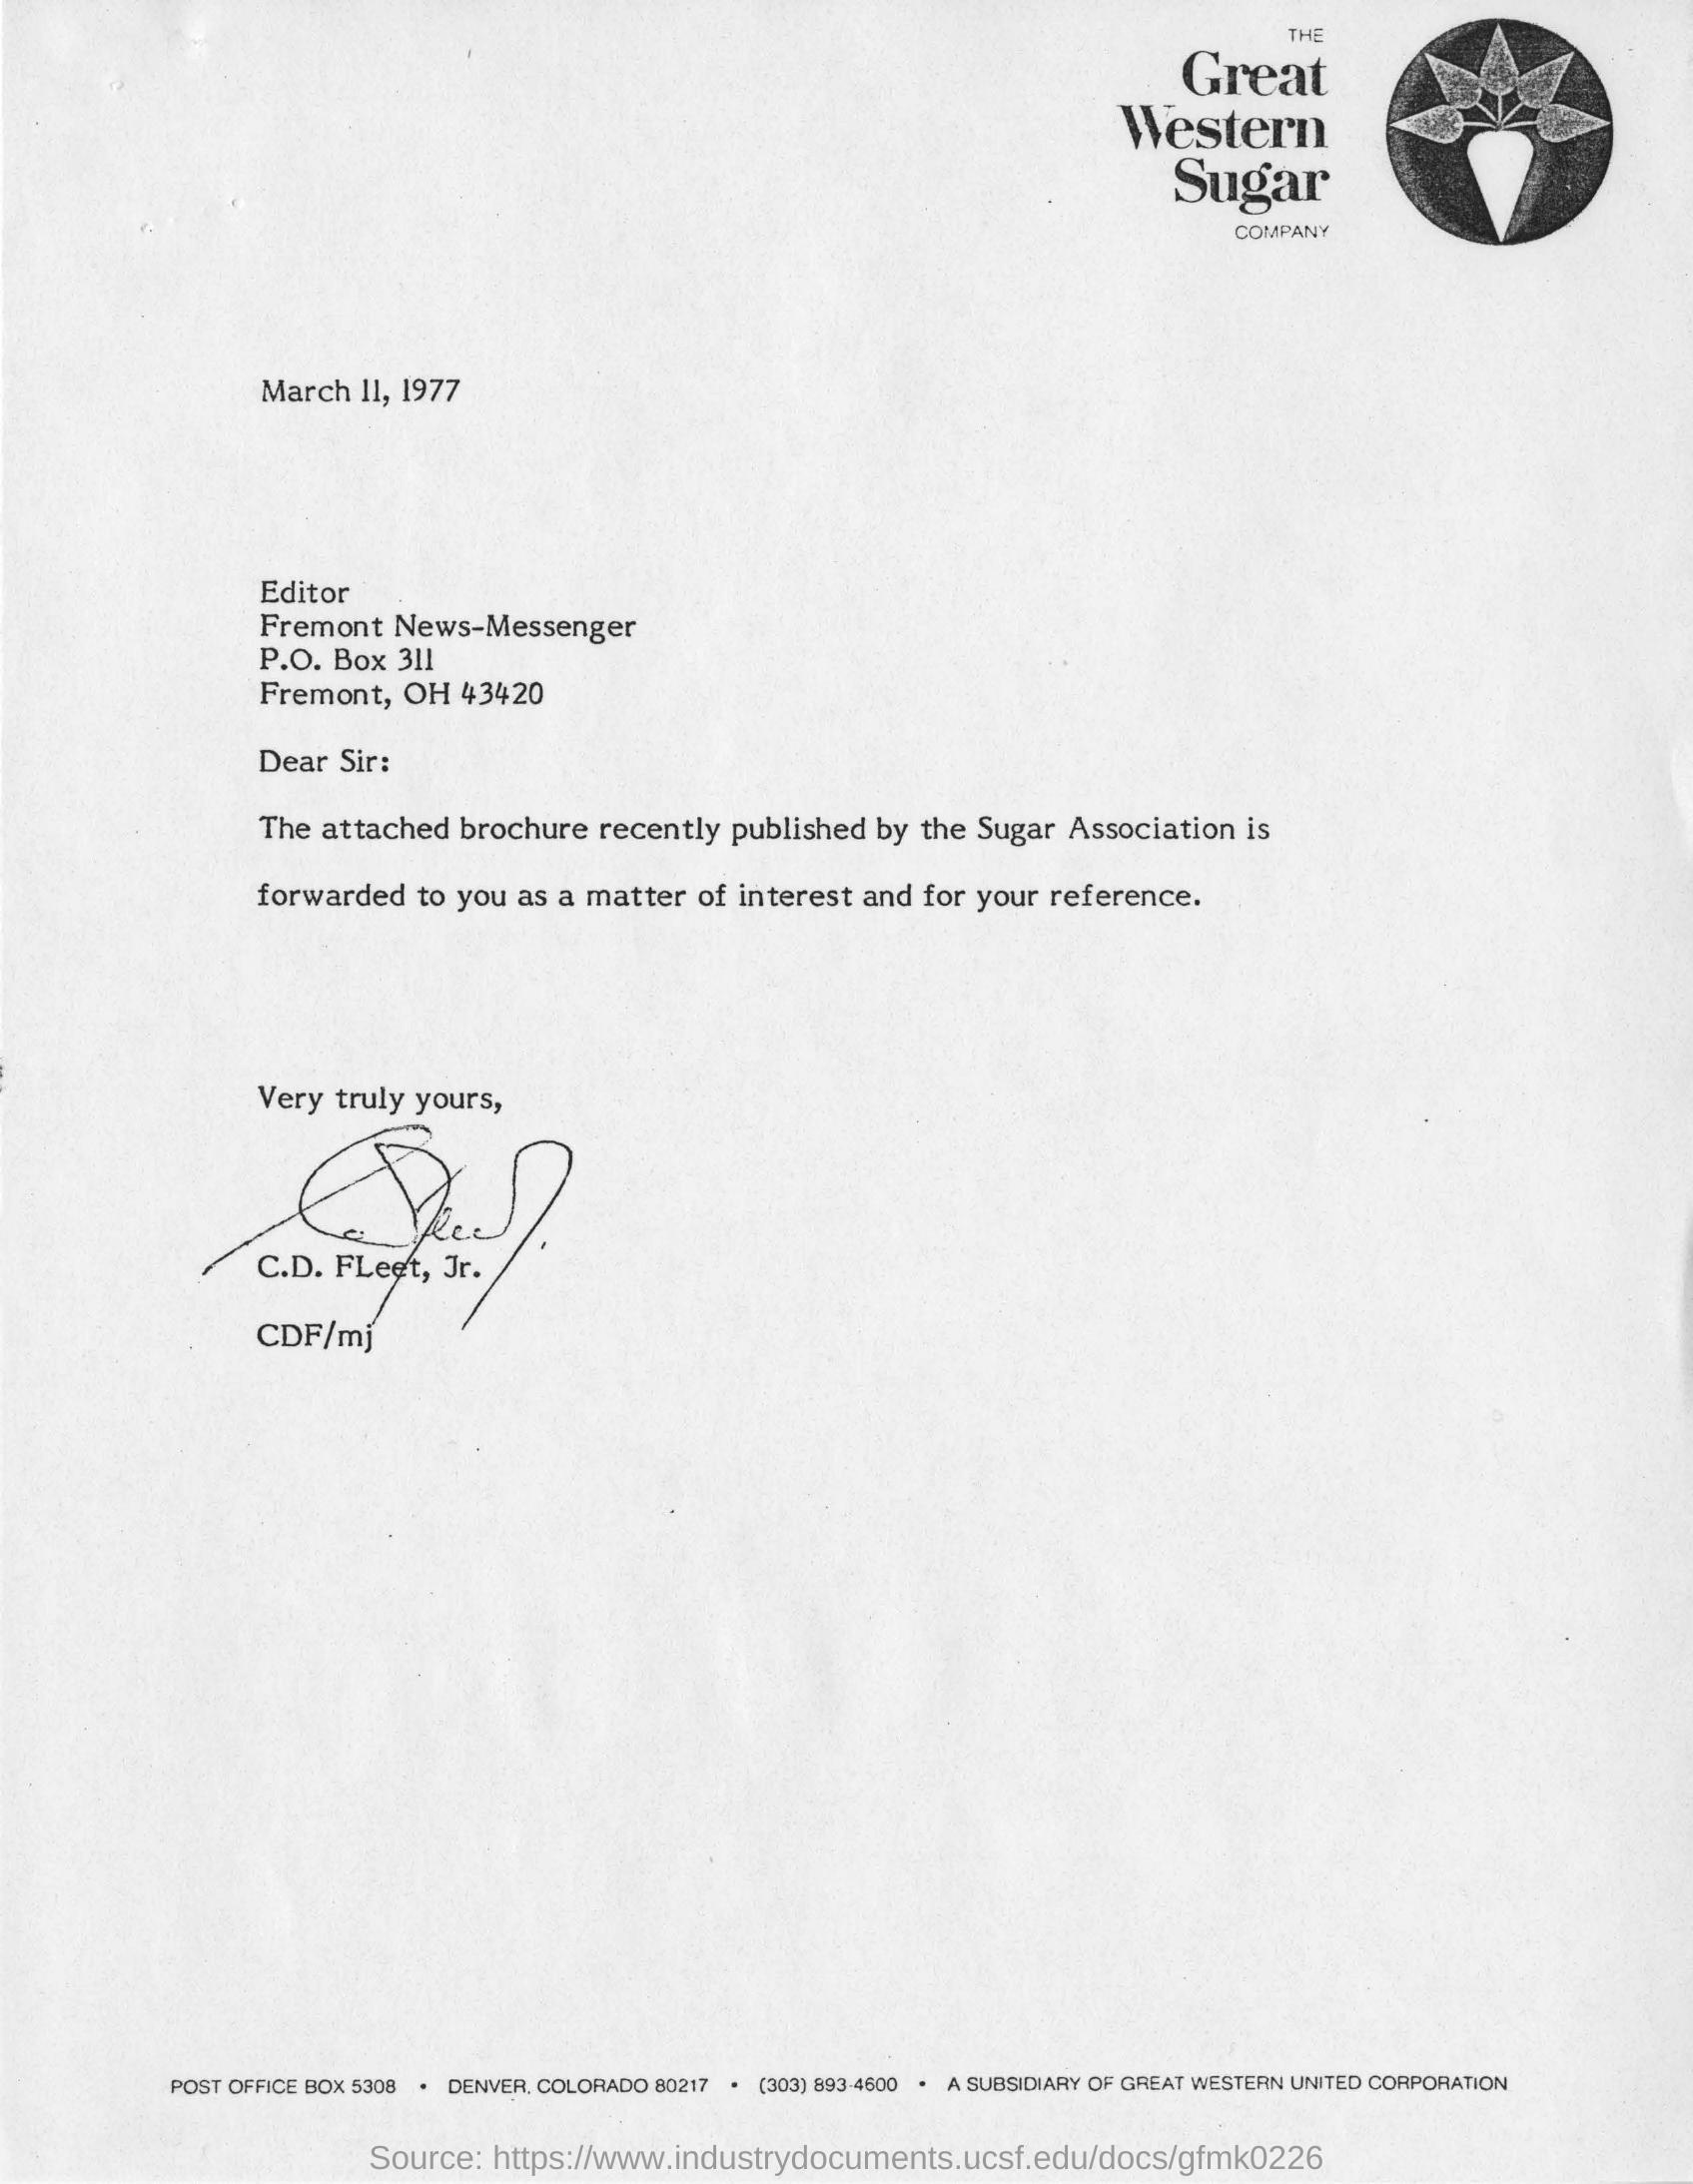 THE
Great
Western
Sugar
COMPANY
March 11, 1977
Editor
Fremont News-Messenger
P.O. Box 311
Fremont, OH 43420
Dear Sir:
The attached brochure recently published by the Sugar Association is
forwarded to you as a matter of interest and for your reference.
Very truly yours,
C.D. FLeet, Jr.
CDF/mj
POST OFFICE BOX 5308 • DENVER, COLORADO 80217 • (303) 893-4600 • A SUBSIDIARY OF GREAT WESTERN UNITED CORPORATION
Source: https://www.industrydocuments.ucsf.edu/docs/gfmk0226